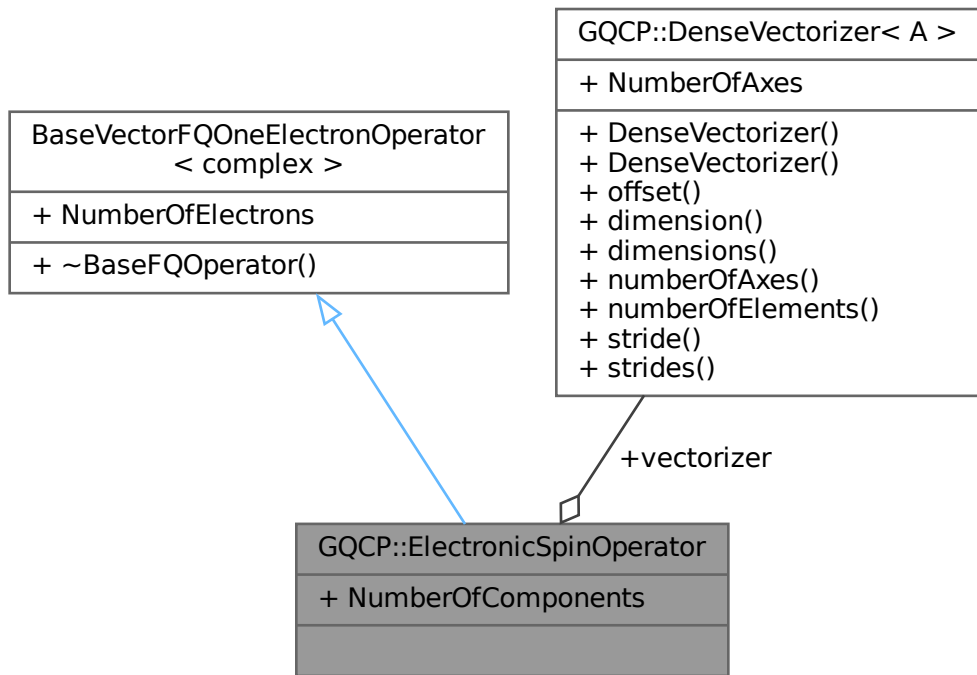 BaseVectorFQOneElectronOperator
< complex >
+ NumberOfElectrons
+ ~BaseFQOperator()
GQCP::DenseVectorizer< A >
+ NumberOfAxes
+ DenseVectorizer()
+ DenseVectorizer()
+ offset()
+ dimension()
+ dimensions()
+ numberOfAxes()
+ numberOfElements()
+ stride()
+ strides()
+vectorizer
GQCP::ElectronicSpinOperator
+ NumberOfComponents